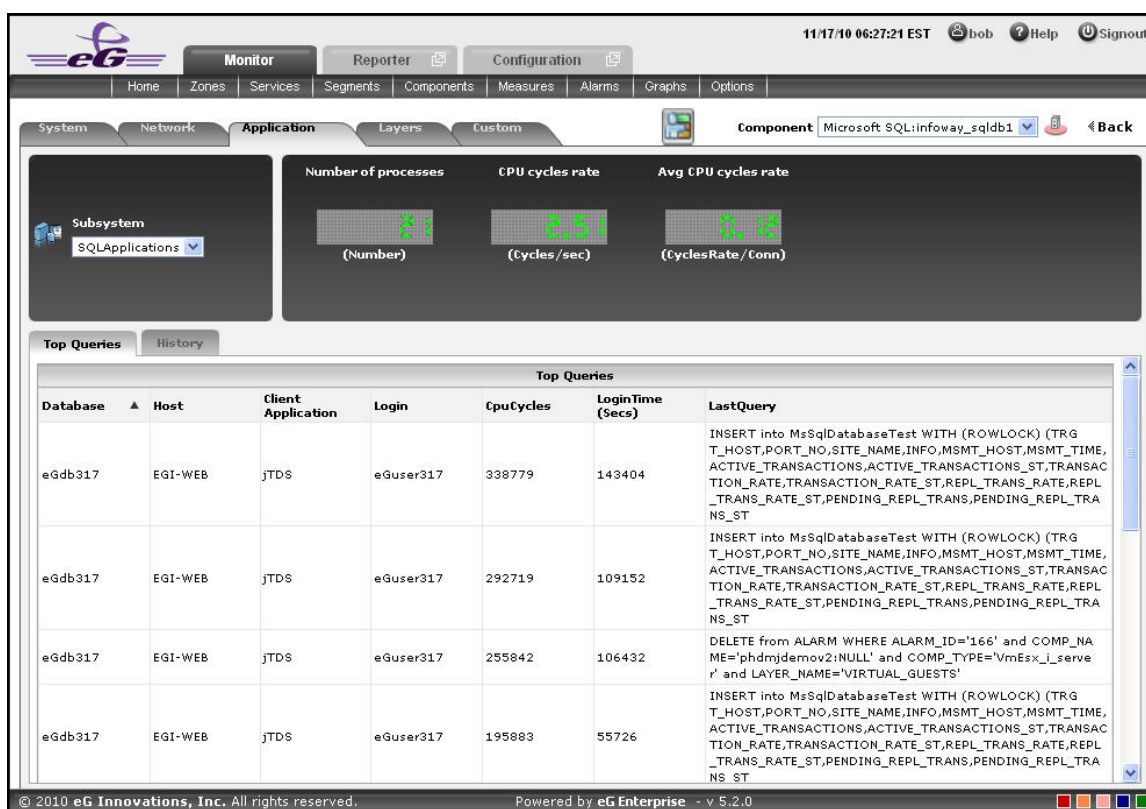 11/17/10 06:27:21 EST bob Help Signout
eG
Monitor Reporter Configuration
Home Zones Services Segments Components Measures Alarms Graphs Options
System Network Application Layers Custom
Component Microsoft SQL:infoway_sqldb1 Back
Subsystem
SQLApplications
Number of processes CPU cycles rate Avg CPU cycles rate
21 2.51 0.12
(Number) (Cycles/sec) (CyclesRate/Conn)
Top Queries History
Top Queries
Database Host Client Application Login CpuCycles LoginTime (Secs) LastQuery
eGdb317 EGI-WEB jTDS eGuser317 338779 143404
INSERT into MsSqlDatabaseTest WITH (ROWLOCK) (TRG
T_HOST,PORT_NO,SITE_NAME,INFO,MSMT_HOST,MSMT_TIME,
ACTIVE_TRANSACTIONS,ACTIVE_TRANSACTIONS_ST,TRANSAC
TION_RATE,TRANSACTION_RATE_ST,REPL_TRANS_RATE,REPL
_TRANS_RATE_ST,PENDING_REPL_TRANS,PENDING_REPL_TRA
NS_ST
eGdb317 EGI-WEB jTDS eGuser317 292719 109152
INSERT into MsSqlDatabaseTest WITH (ROWLOCK) (TRG
T_HOST,PORT_NO,SITE_NAME,INFO,MSMT_HOST,MSMT_TIME,
ACTIVE_TRANSACTIONS,ACTIVE_TRANSACTIONS_ST,TRANSAC
TION_RATE,TRANSACTION_RATE_ST,REPL_TRANS_RATE,REPL
_TRANS_RATE_ST,PENDING_REPL_TRANS,PENDING_REPL_TRA
NS_ST
eGdb317 EGI-WEB jTDS eGuser317 255842 106432
DELETE from ALARM WHERE ALARM_ID='166' and COMP_NA
ME='phdmjdemov2:NULL' and COMP_TYPE='VmEsx_i_serve
r' and LAYER_NAME='VIRTUAL_GUESTS'
eGdb317 EGI-WEB jTDS eGuser317 195883 55726
INSERT into MsSqlDatabaseTest WITH (ROWLOCK) (TRG
T_HOST,PORT_NO,SITE_NAME,INFO,MSMT_HOST,MSMT_TIME,
ACTIVE_TRANSACTIONS,ACTIVE_TRANSACTIONS_ST,TRANSAC
TION_RATE,TRANSACTION_RATE_ST,REPL_TRANS_RATE,REPL
_TRANS_RATE_ST,PENDING_REPL_TRANS,PENDING_REPL_TRA
NS_ST
© 2010 eG Innovations, Inc. All rights reserved. Powered by eG Enterprise - v 5.2.0